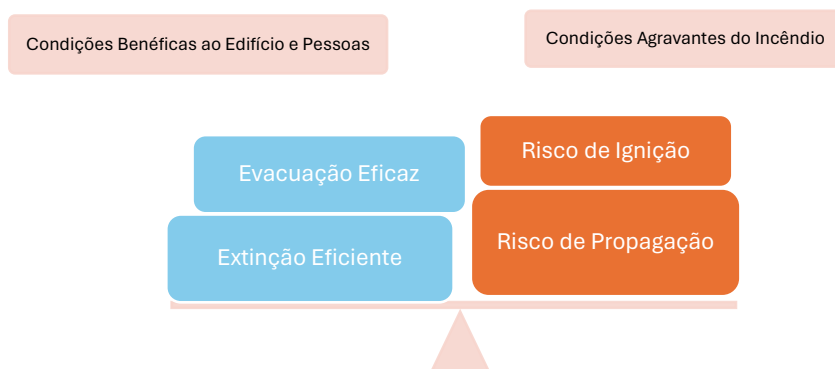 Condições Benéficas ao Edifício e Pessoas
Condições Agravantes do Incêndio
Evacuação Eficaz
Risco de Ignição
Extinção Eficiente
Risco de Propagação